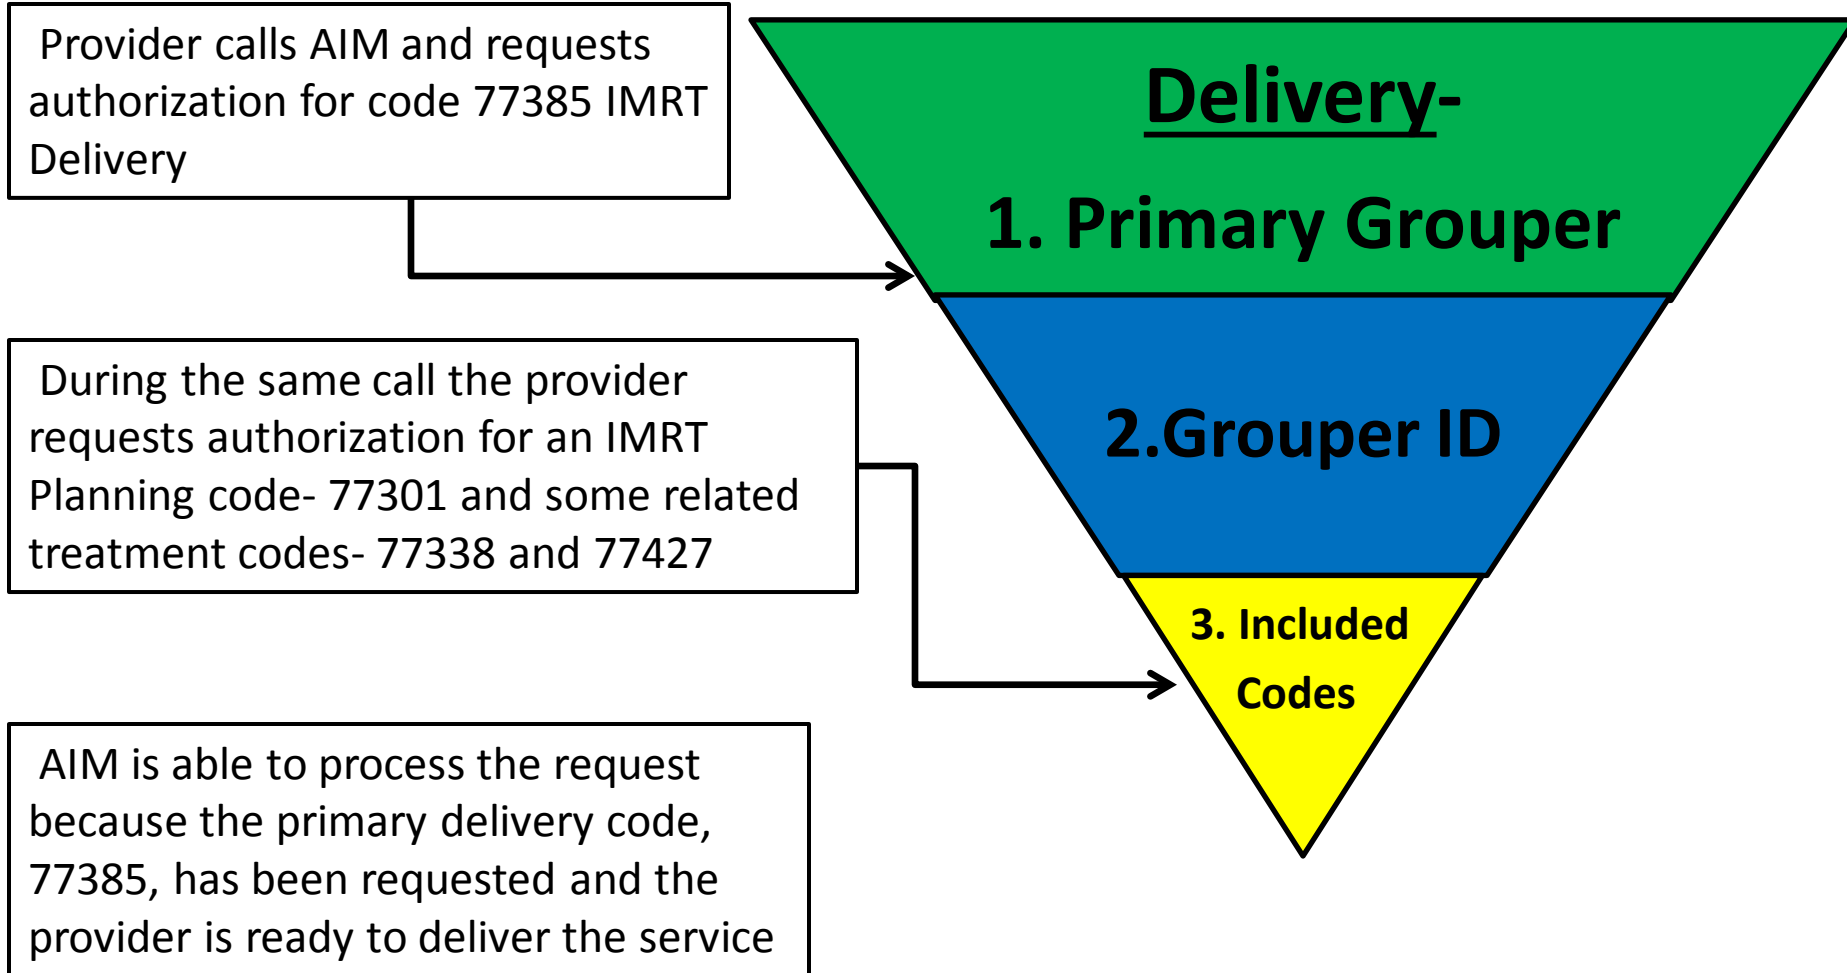 Provider calls AIM and requests
authorization for code 77385 IMRT
Delivery
Delivery-
1. Primary Grouper
During the same call the provider
requests authorization for an IMRT
Planning code- 77301 and some related
treatment codes- 77338 and 77427
2.Grouper ID
3. Included
Codes
AIM is able to process the request
because the primary delivery code,
77385, has been requested and the
provider is ready to deliver the service